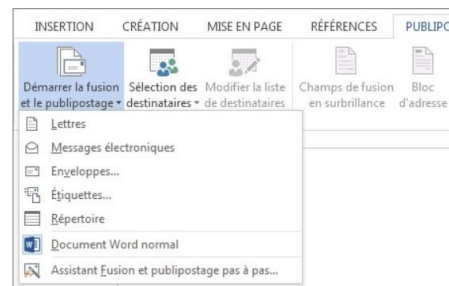 INSERTION CRÉATION MISE EN PAGE RÉFÉRENCES PUBLIPO
Démarrer la fusion Sélection des Modifier la liste Champs de fusion Bloc
et le publipostage destinataires de destinataires en surbrillance d'adresse
Lettres
Messages électroniques
Enveloppes...
Étiquettes...
Répertoire
Document Word normal
Assistant Fusion et publipostage pas à pas...